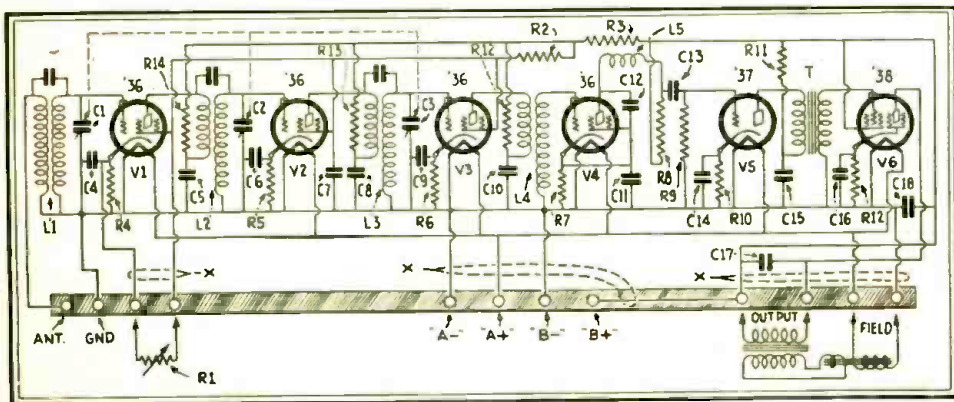 R2 R3 L5
R13 R12 C13 R11
R14 '36 '36 '36 '36 C12 '37 T '38
C1 C2 C3
V1 V2 V3 V4 V5 V6
C4 C5 C6 C7 C8 C9 C10 C11 R8 R9 C18
L1 R4 L2 R5 L3 R6 L4 R7 C14 R10 C15 C16 R12
X X X C17
ANT. GND A- A+ B- B+ OUTPUT FIELD
R1